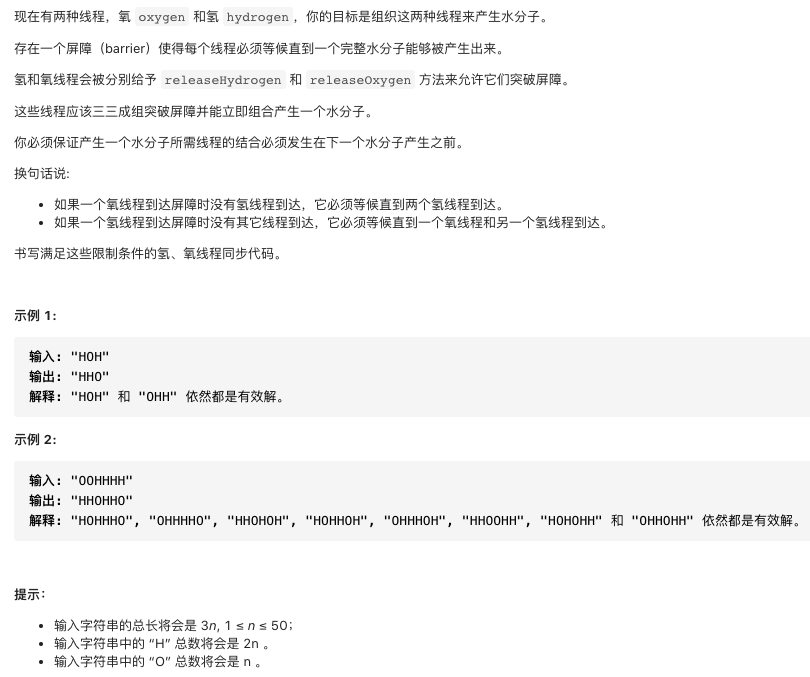 现在有两种线程，氧 oxygen 和氢 hydrogen，你的目标是组织这两种线程来产生水分子。
存在一个屏障（barrier）使得每个线程必须等候直到一个完整水分子能够被产生出来。
氢和氧线程会被分别给予 releaseHydrogen 和 releaseOxygen 方法来允许它们突破屏障。
这些线程应该三三成组突破屏障并能立即组合产生一个水分子。
你必须保证产生一个水分子所需线程的结合必须发生在下一个水分子产生之前。
换句话说:
• 如果一个氧线程到达屏障时没有氢线程到达，它必须等候直到两个氢线程到达。
• 如果一个氢线程到达屏障时没有其它线程到达，它必须等候直到一个氧线程和另一个氢线程到达。
书写满足这些限制条件的氢、氧线程同步代码。
示例 1:
输入: "HOH"
输出: "HHO"
解释: "HOH" 和 "OHH" 依然都是有效解。
示例 2:
输入: "OOHHHH"
输出: "HHOHHO"
解释: "HOHHHO", "OHHHHO", "HHOHOH", "HOHHOH", "OHHHOH", "HHOOHH", "HOHOHH" 和 "OHHOHH" 依然都是有效解。
提示：
• 输入字符串的总长将会是 3n, 1 ≤ n ≤ 50；
• 输入字符串中的 “H” 总数将会是 2n 。
• 输入字符串中的 “O” 总数将会是 n 。